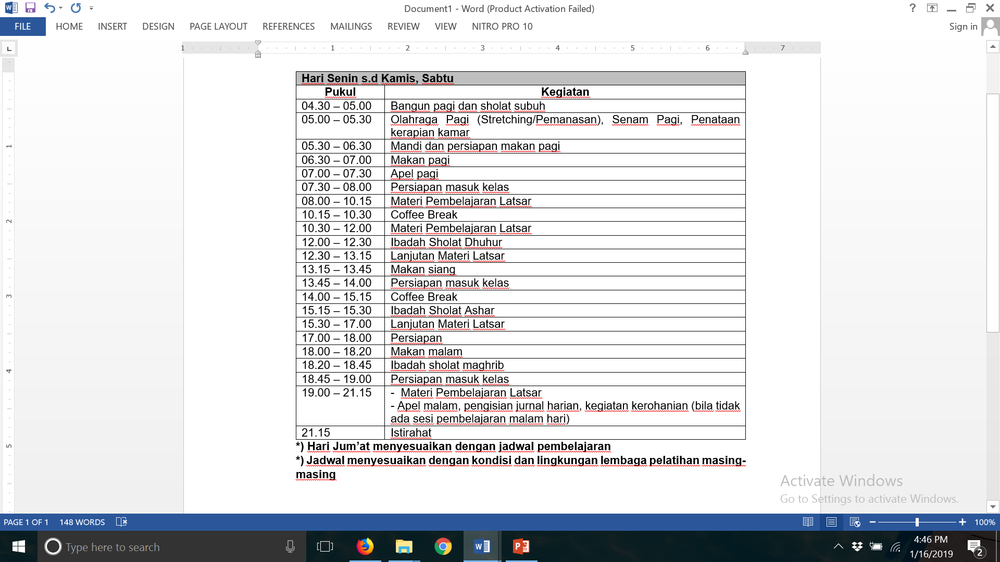 Document1 - Word (Product Activation Failed)
FILE HOME INSERT DESIGN PAGE LAYOUT REFERENCES MAILINGS REVIEW VIEW NITRO PRO 10 Sign in
1 1 2 3 4 5 6 7
Hari Senin s.d Kamis, Sabtu
Pukul Kegiatan
04.30 – 05.00 Bangun pagi dan sholat subuh
05.00 – 05.30 Olahraga Pagi (Stretching/Pemanasan), Senam Pagi, Penataan
kerapian kamar
05.30 – 06.30 Mandi dan persiapan makan pagi
06.30 – 07.00 Makan pagi
07.00 – 07.30 Apel pagi
07.30 – 08.00 Persiapan masuk kelas
08.00 – 10.15 Materi Pembelajaran Latsar
10.15 – 10.30 Coffee Break
10.30 – 12.00 Materi Pembelajaran Latsar
12.00 – 12.30 Ibadah Sholat Dhuhur
12.30 – 13.15 Lanjutan Materi Latsar
13.15 – 13.45 Makan siang
13.45 – 14.00 Persiapan masuk kelas
14.00 – 15.15 Coffee Break
15.15 – 15.30 Ibadah Sholat Ashar
15.30 – 17.00 Lanjutan Materi Latsar
17.00 – 18.00 Persiapan
18.00 – 18.20 Makan malam
18.20 – 18.45 Ibadah sholat maghrib
18.45 – 19.00 Persiapan masuk kelas
19.00 – 21.15 - Materi Pembelajaran Latsar
- Apel malam, pengisian jurnal harian, kegiatan kerohanian (bila tidak
ada sesi pembelajaran malam hari)
21.15 Istirahat
*) Hari Jum’at menyesuaikan dengan jadwal pembelajaran
*) Jadwal menyesuaikan dengan kondisi dan lingkungan lembaga pelatihan masing-
masing
1
2
3
4
5
Activate Windows
Go to Settings to activate Windows.
PAGE 1 OF 1 148 WORDS 100%
Type here to search
4:46 PM
1/16/2019
2